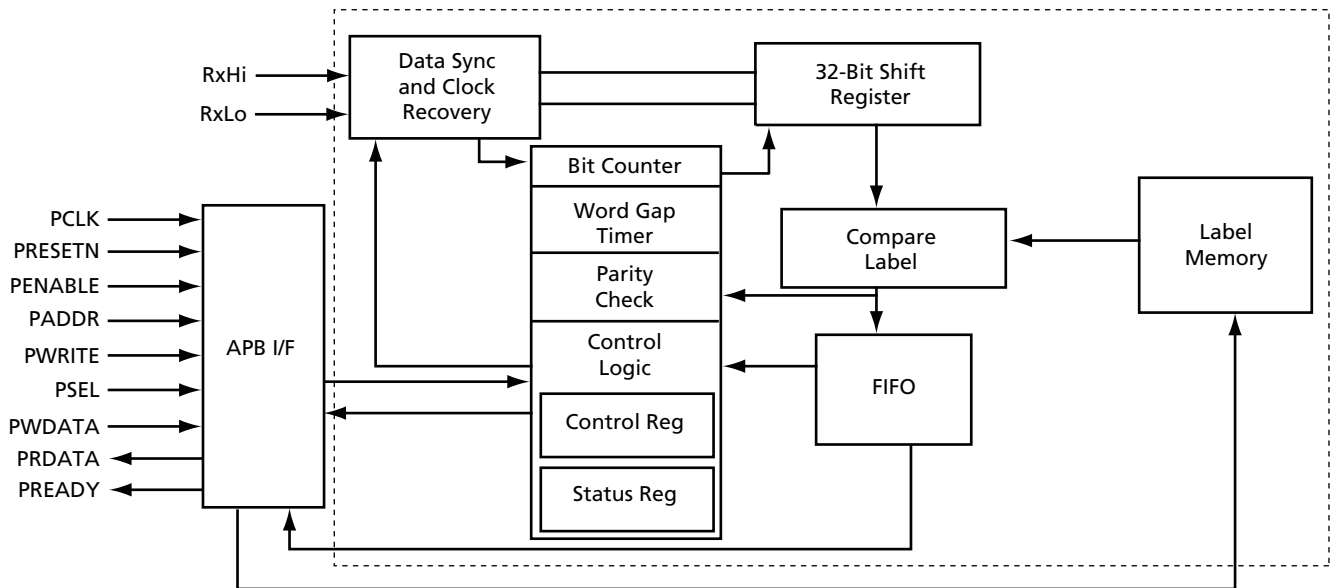 RxHi
RxLo
Data Sync
and Clock
Recovery
32-Bit Shift
Register
Bit Counter
Word Gap
Timer
Parity
Check
Control
Logic
Control Reg
Status Reg
Compare
Label
Label
Memory
FIFO
PCLK
PRESETN
PENABLE
PADDR
PWRITE
PSEL
PWDATA
PRDATA
PREADY
APB I/F